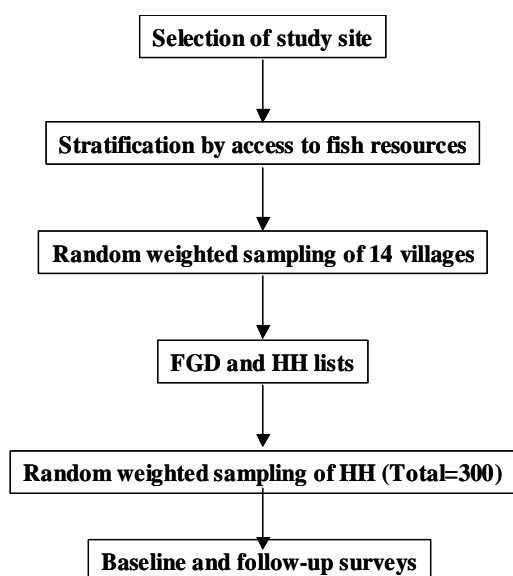 Selection of study site
Stratification by access to fish resources
Random weighted sampling of 14 villages
FGD and HH lists
Random weighted sampling of HH (Total=300)
Baseline and follow-up surveys